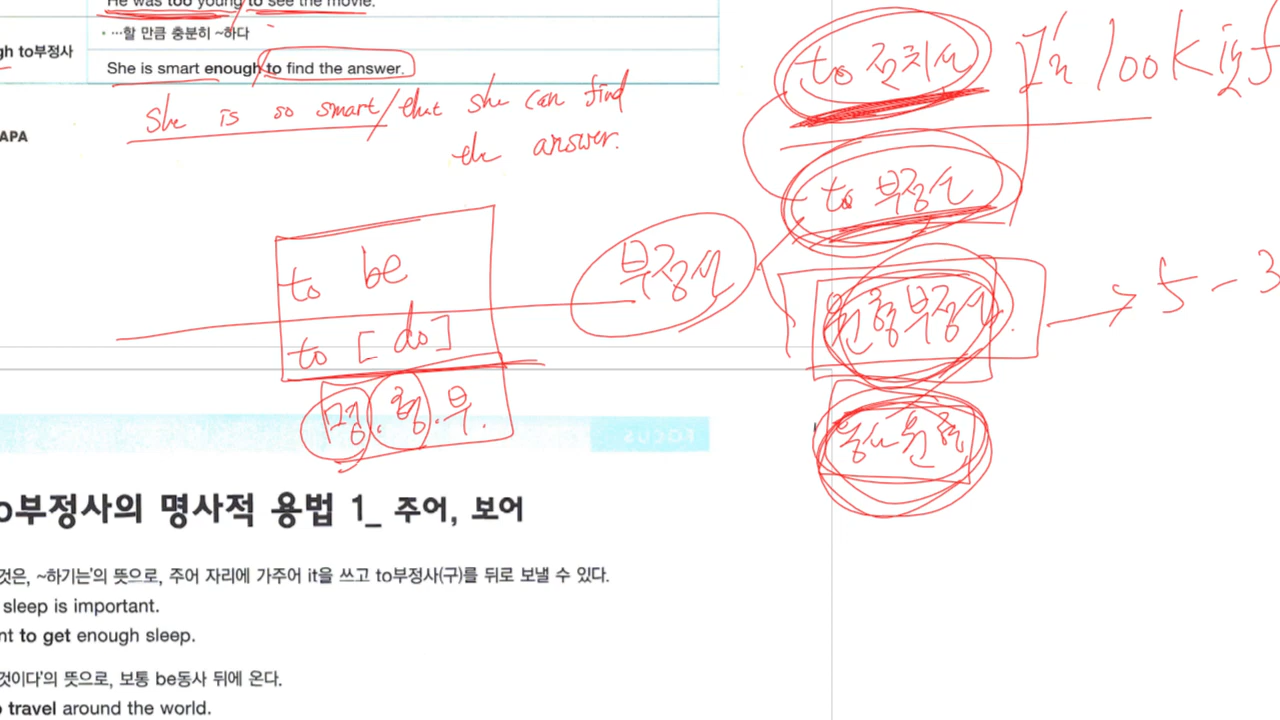 He was too young to see the movie.
• …할 만큼 충분히 ~하다
gh to부정사
She is smart enough to find the answer.
She is so smart / that she can find
the answer.
APA
to 전치사
I'm looking f
to 부정사
부정사
원형부정사
→ 5-3
동사원형
to be
to [do]
명.형.부.
FOCUS
o부정사의 명사적 용법 1_ 주어, 보어
것은, ~하기는'의 뜻으로, 주어 자리에 가주어 it을 쓰고 to부정사(구)를 뒤로 보낼 수 있다.
sleep is important.
nt to get enough sleep.
것이다'의 뜻으로, 보통 be동사 뒤에 온다.
o travel around the world.